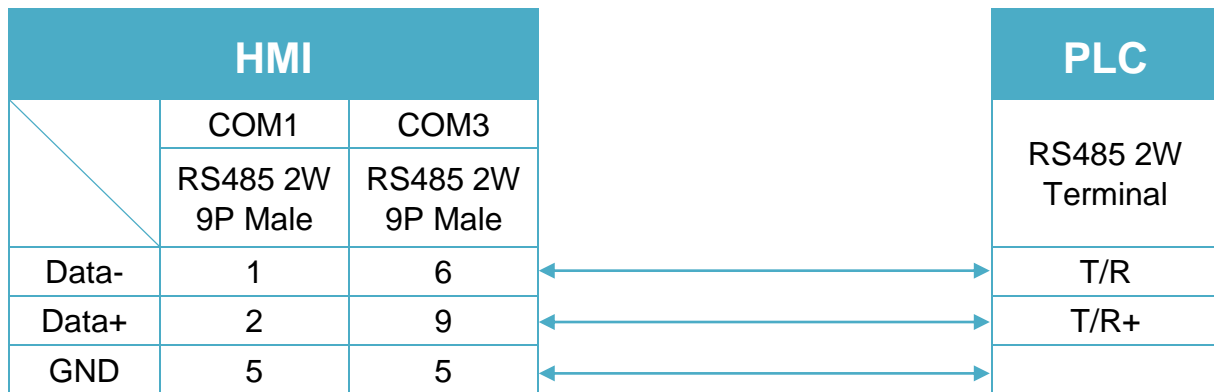 HMI PLC
COM1 COM3
RS485 2W
9P Male
RS485 2W
9P Male
RS485 2W
Terminal
Data- 1 6 T/R
Data+ 2 9 T/R+
GND 5 5